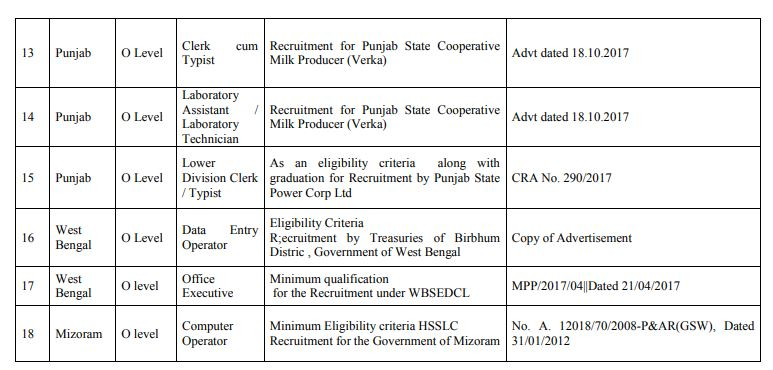 13 Punjab O Level Clerk cum Typist Recruitment for Punjab State Cooperative Milk Producer (Verka) Advt dated 18.10.2017
14 Punjab O Level Laboratory Assistant / Laboratory Technician Recruitment for Punjab State Cooperative Milk Producer (Verka) Advt dated 18.10.2017
15 Punjab O Level Lower Division Clerk / Typist As an eligibility criteria along with graduation for Recruitment by Punjab State Power Corp Ltd CRA No. 290/2017
16 West Bengal O Level Data Entry Operator Eligibility Criteria R;ecruitment by Treasuries of Birbhum Distric , Government of West Bengal Copy of Advertisement
17 West Bengal O level Office Executive Minimum qualification for the Recruitment under WBSEDCL MPP/2017/04||Dated 21/04/2017
18 Mizoram O level Computer Operator Minimum Eligibility criteria HSSLC Recruitment for the Government of Mizoram No. A. 12018/70/2008-P&AR(GSW), Dated 31/01/2012